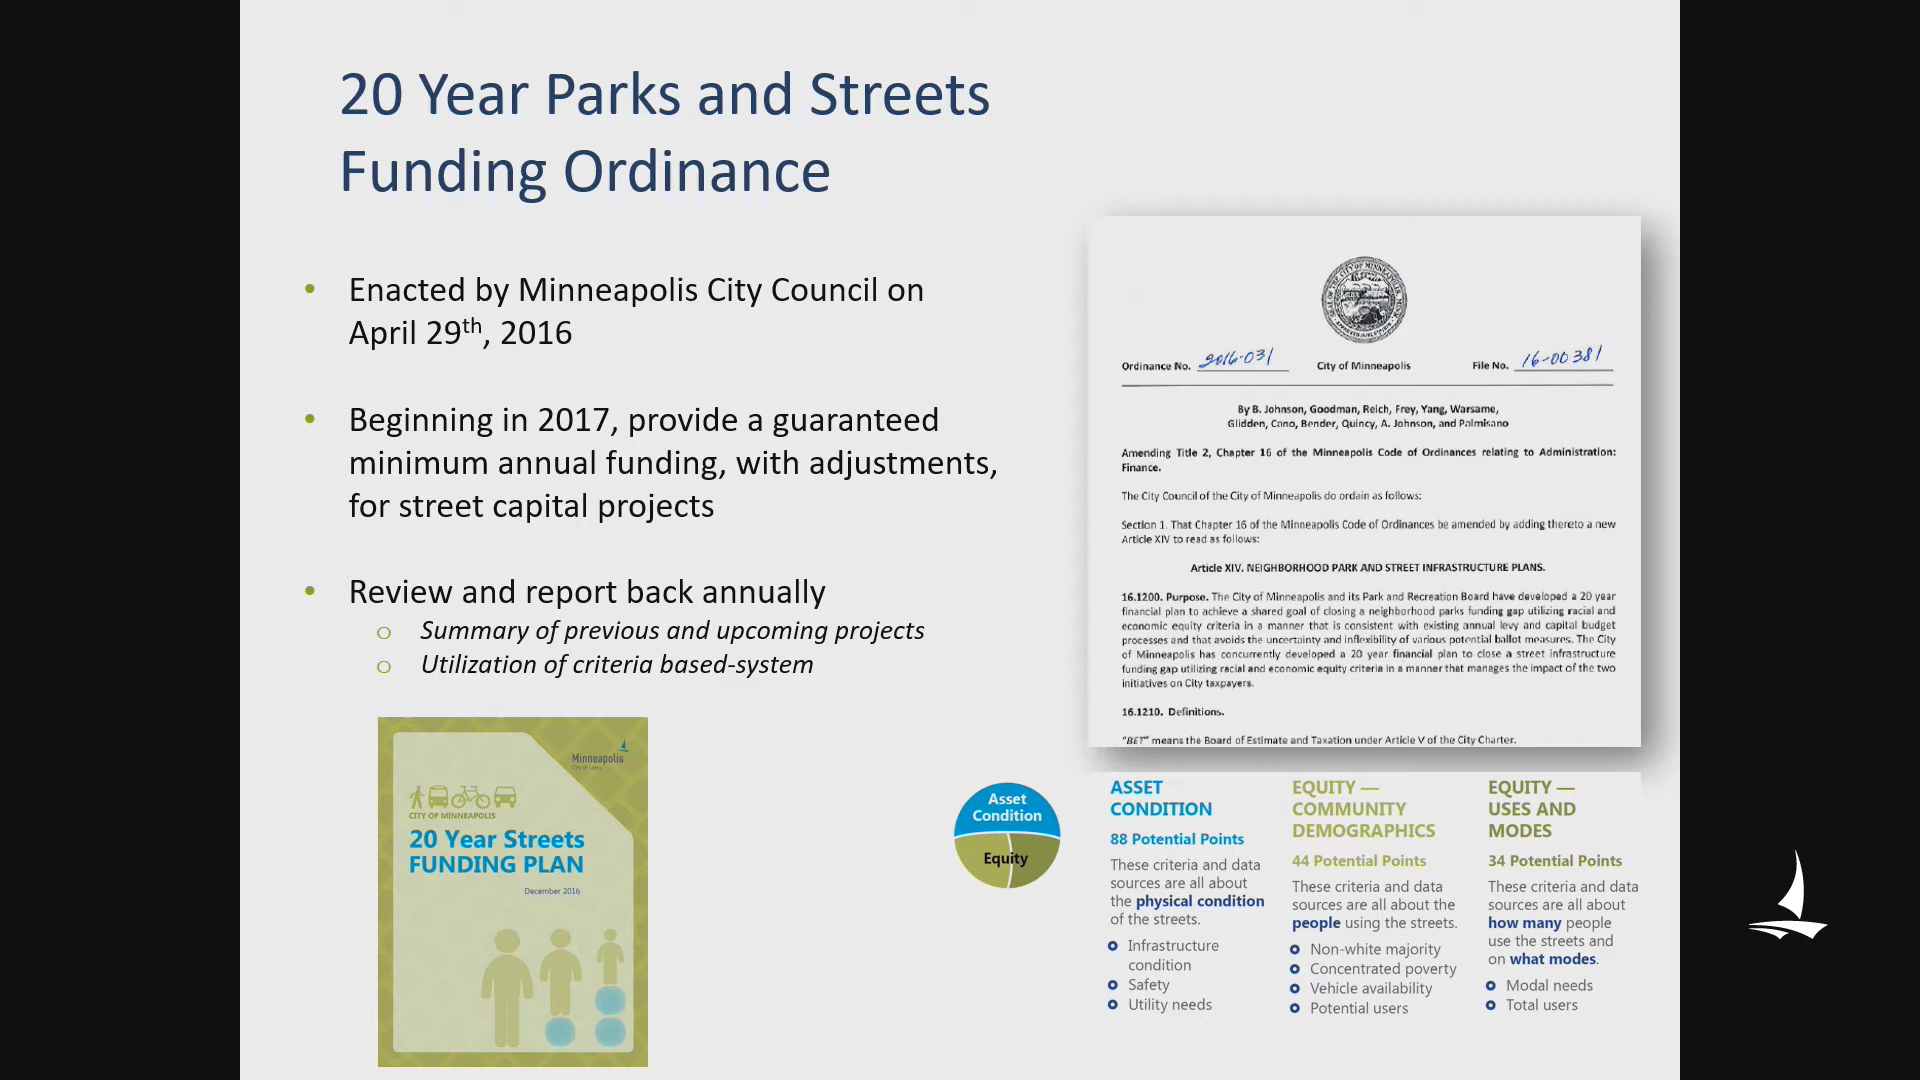 20 Year Parks and Streets
Funding Ordinance
• Enacted by Minneapolis City Council on
April 29th, 2016
• Beginning in 2017, provide a guaranteed
minimum annual funding, with adjustments,
for street capital projects
• Review and report back annually
o Summary of previous and upcoming projects
o Utilization of criteria based-system
Minneapolis
City of Lakes
CITY OF MINNEAPOLIS
20 Year Streets
FUNDING PLAN
December 2016
Ordinance No. 2016-031 City of Minneapolis File No. 16-00381
By B. Johnson, Goodman, Reich, Frey, Yang, Warsame,
Glidden, Cano, Bender, Quincy, A. Johnson, and Palmisano
Amending Title 2, Chapter 16 of the Minneapolis Code of Ordinances relating to Administration:
Finance.
The City Council of the City of Minneapolis do ordain as follows:
Section 1. That Chapter 16 of the Minneapolis Code of Ordinances be amended by adding thereto a new
Article XIV to read as follows:
Article XIV. NEIGHBORHOOD PARK AND STREET INFRASTRUCTURE PLANS.
16.1200. Purpose. The City of Minneapolis and its Park and Recreation Board have developed a 20 year
financial plan to achieve a shared goal of closing a neighborhood parks funding gap utilizing racial and
economic equity criteria in a manner that is consistent with existing annual levy and capital budget
processes and that avoids the uncertainty and inflexibility of various potential ballot measures. The City
of Minneapolis has concurrently developed a 20 year financial plan to close a street infrastructure
funding gap utilizing racial and economic equity criteria in a manner that manages the impact of the two
initiatives on City taxpayers.
16.1210. Definitions.
"BET" means the Board of Estimate and Taxation under Article V of the City Charter.
Asset
Condition
Equity
ASSET
CONDITION
88 Potential Points
These criteria and data
sources are all about
the physical condition
of the streets.
Infrastructure
condition
Safety
Utility needs
EQUITY —
COMMUNITY
DEMOGRAPHICS
44 Potential Points
These criteria and data
sources are all about the
people using the streets.
Non-white majority
Concentrated poverty
Vehicle availability
Potential users
EQUITY —
USES AND
MODES
34 Potential Points
These criteria and data
sources are all about
how many people
use the streets and
on what modes.
Modal needs
Total users